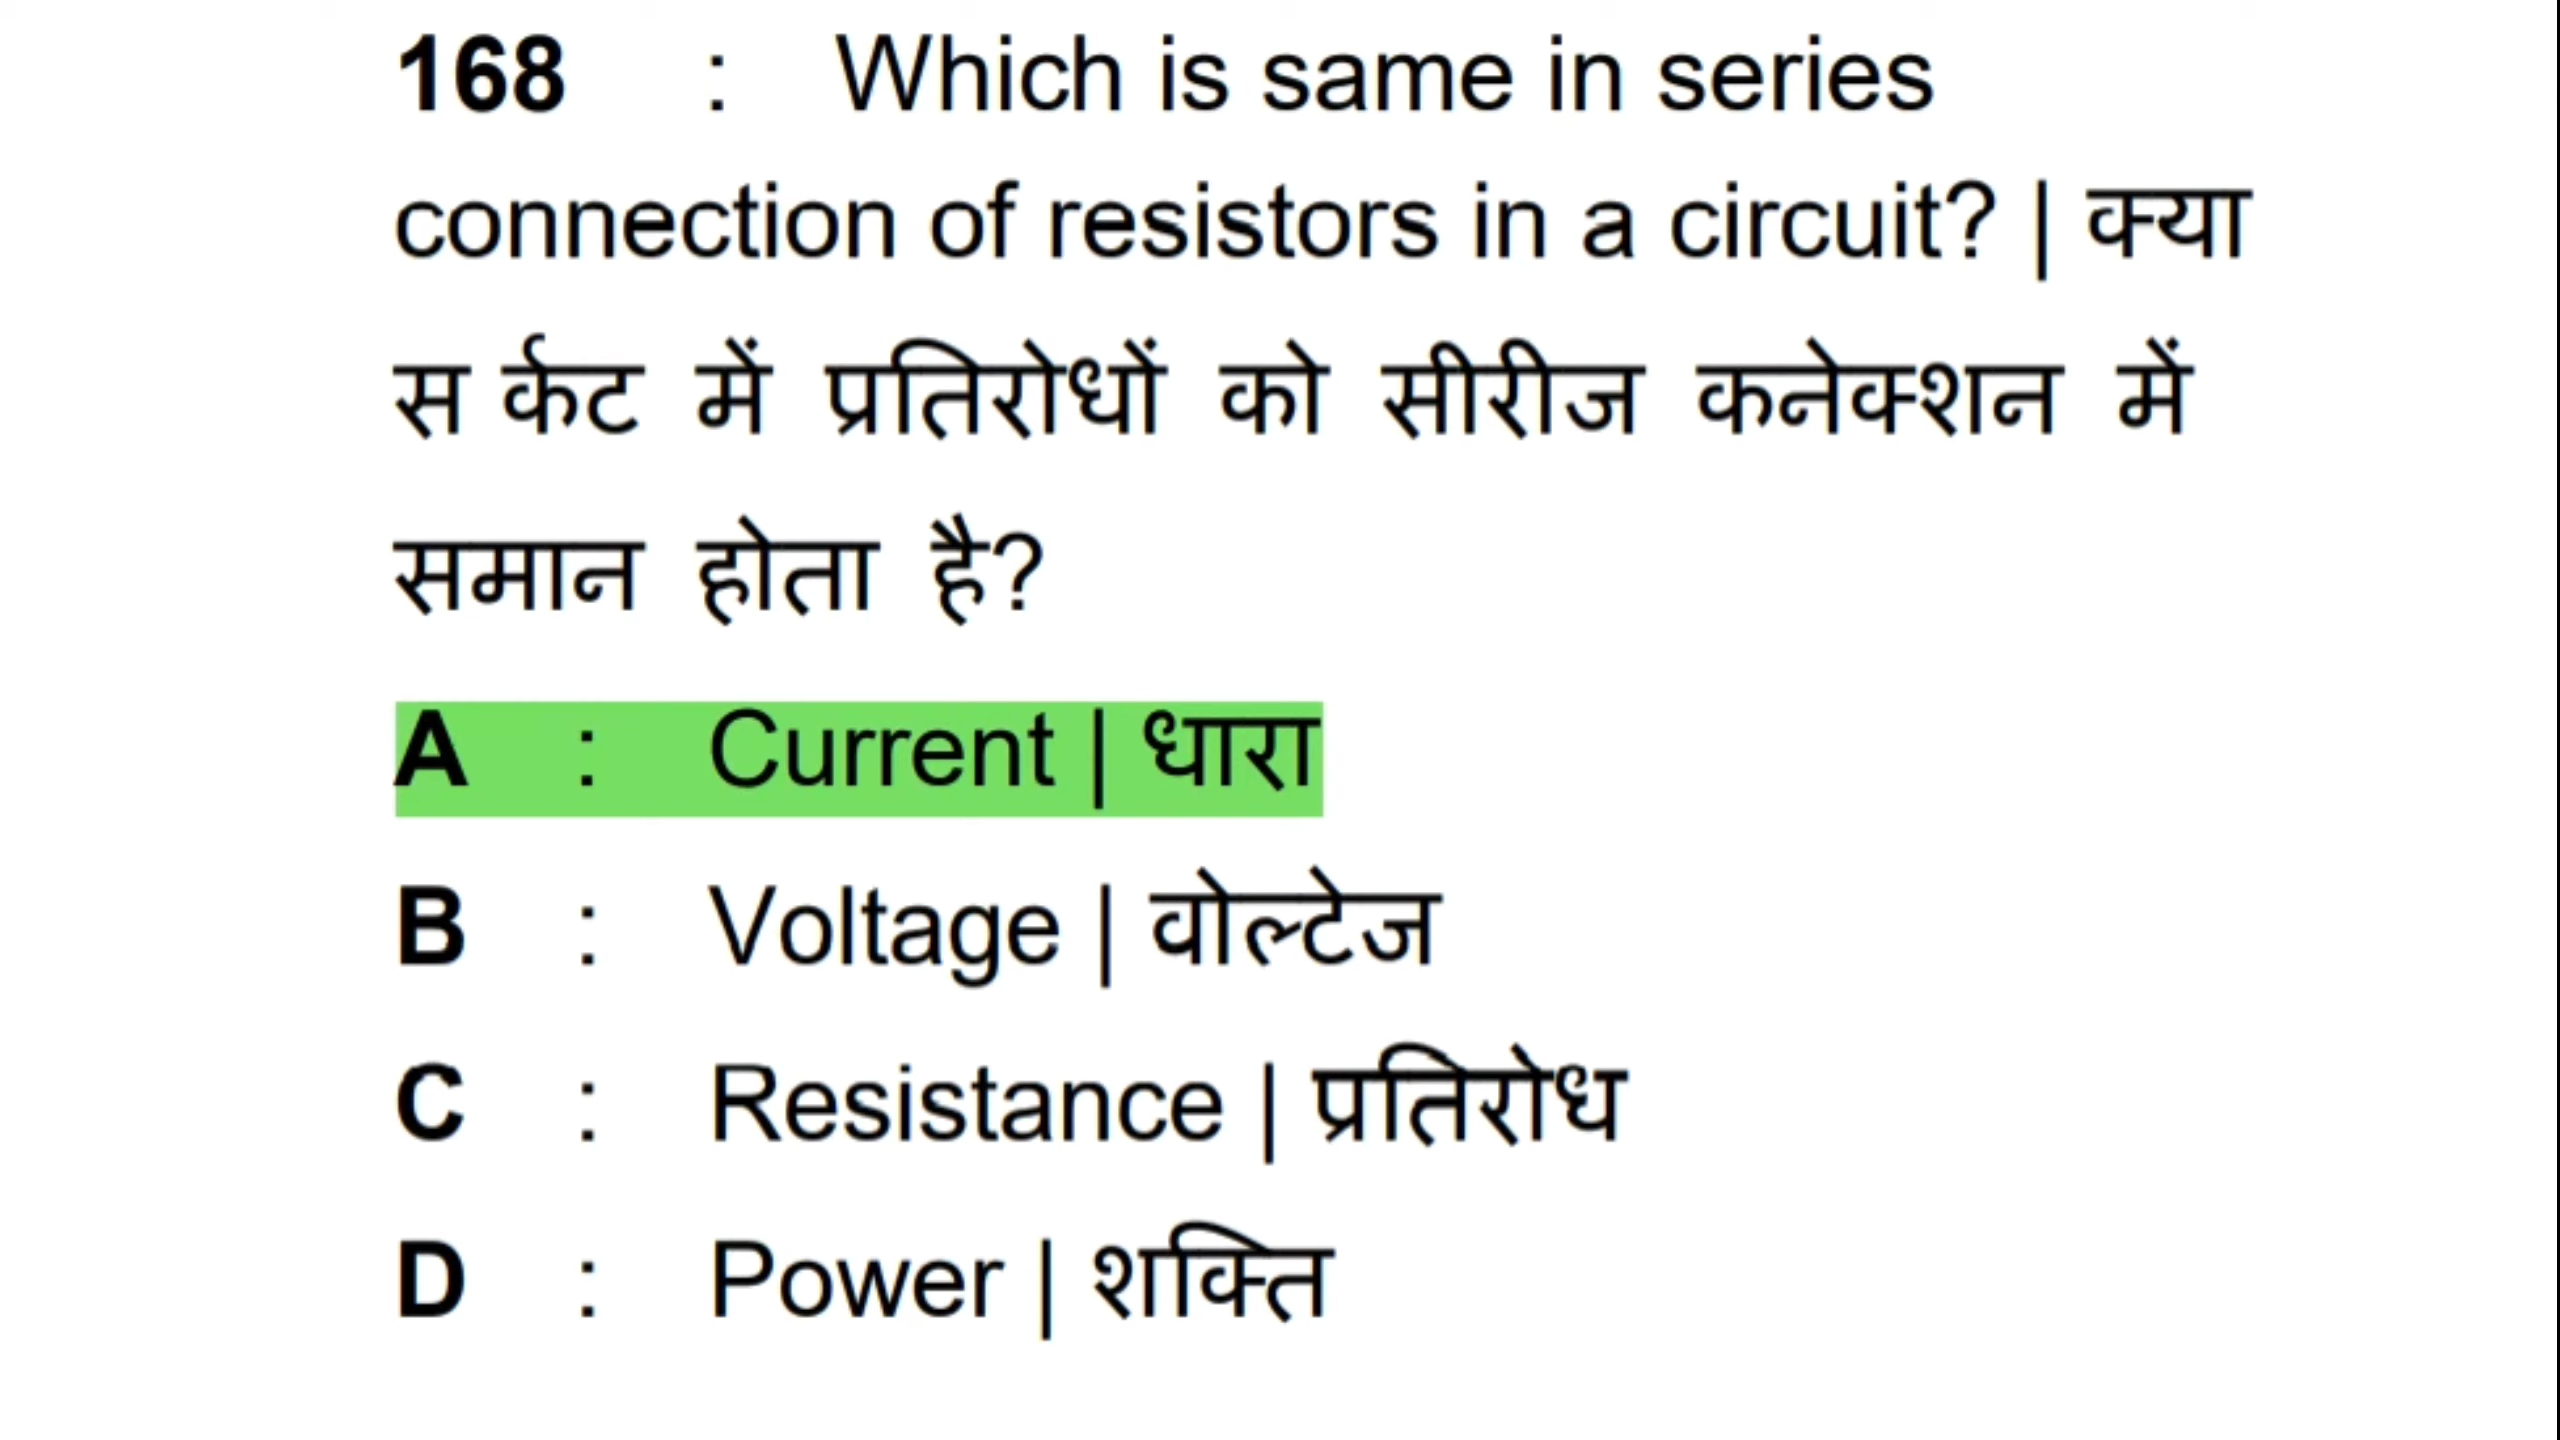 168 : Which is same in series
connection of resistors in a circuit? | क्या
स र्कट में प्रतिरोधों को सीरीज कनेक्शन में
समान होता है?
A : Current | धारा
B : Voltage | वोल्टेज
C : Resistance | प्रतिरोध
D : Power | शक्ति